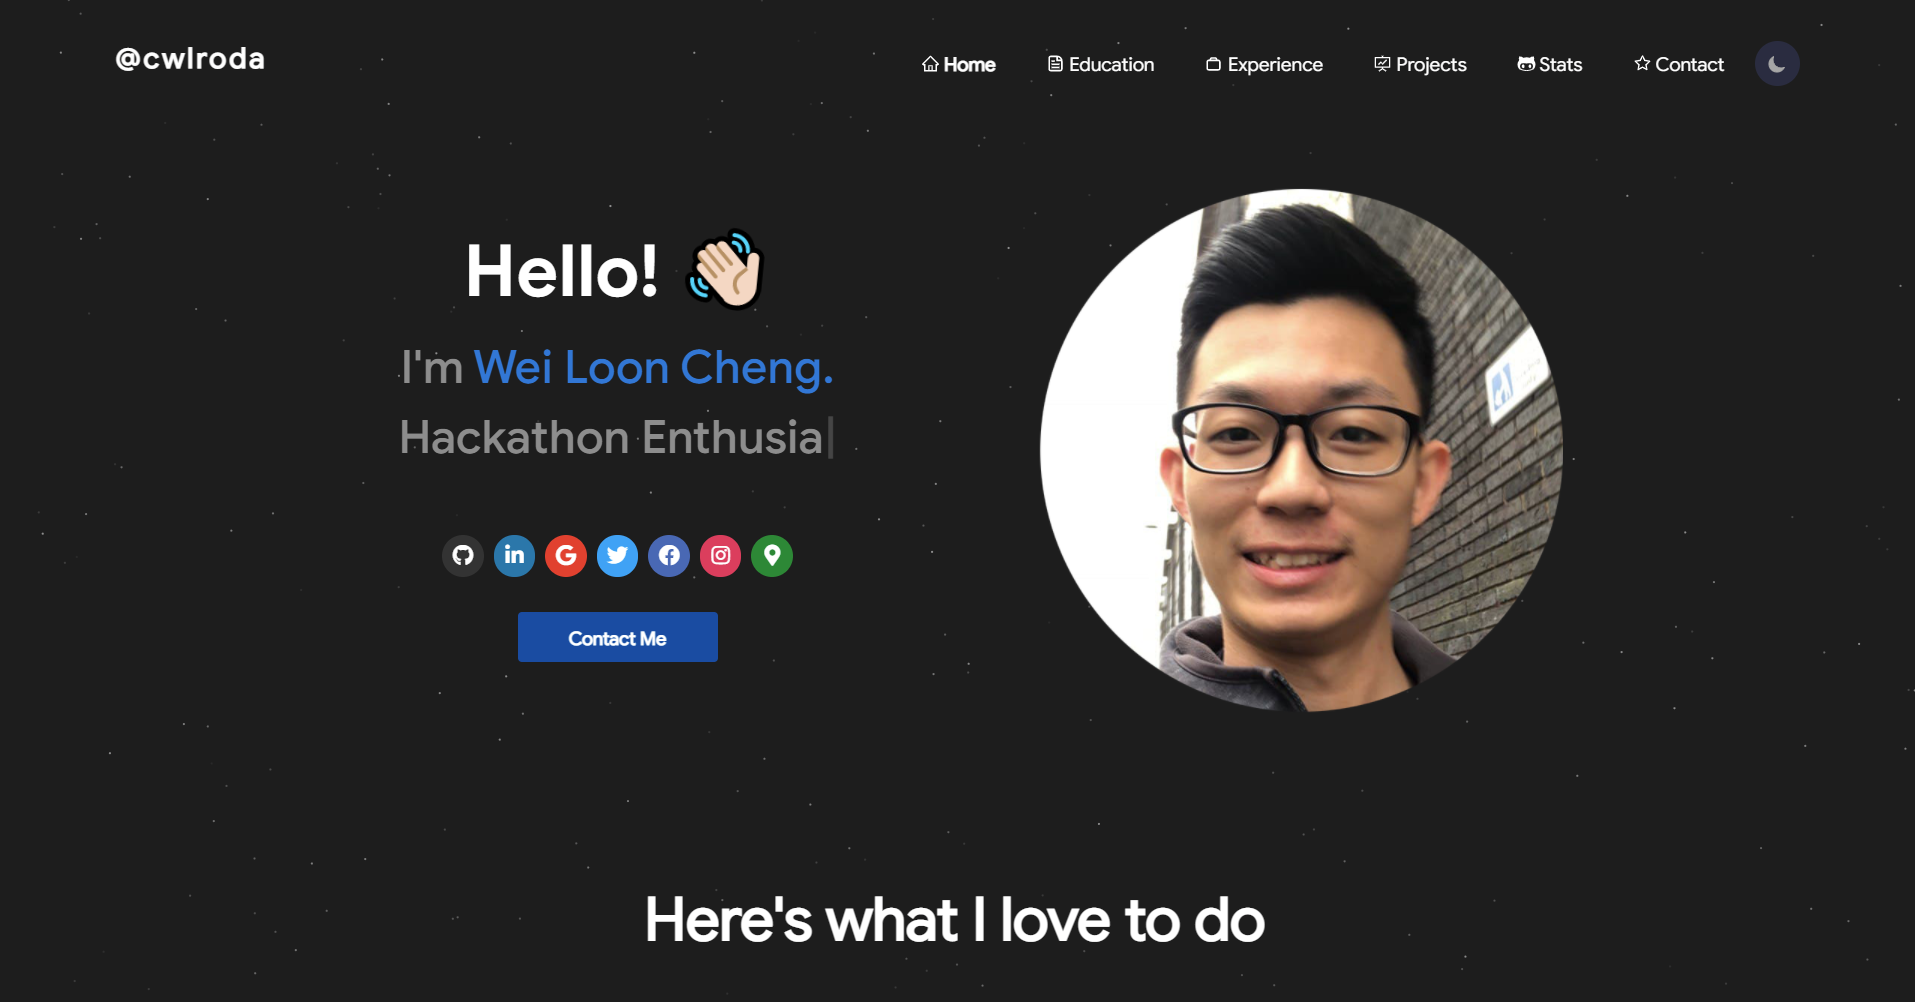 @cwlroda
Home Education Experience Projects Stats Contact
Hello!
I'm Wei Loon Cheng.
Hackathon Enthusia
Contact Me
Here's what I love to do